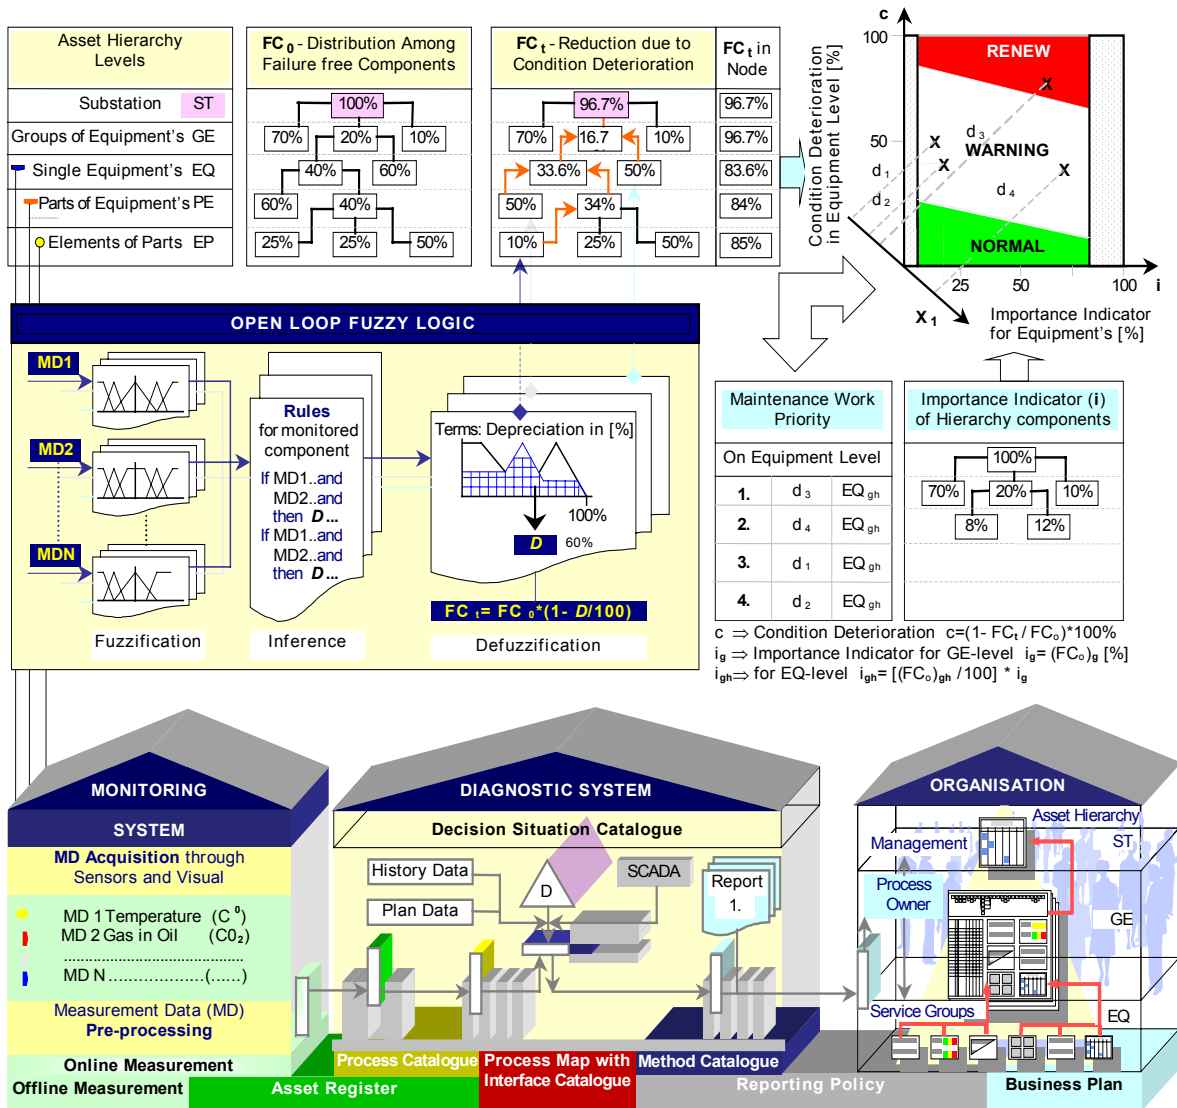 Asset Hierarchy
Levels
FC 0 - Distribution Among
Failure free Components
FC t - Reduction due to
Condition Deterioration
FC t in
Node
Substation ST
100%
96.7%
96.7%
Groups of Equipment's GE
70% 20% 10%
70% 16.7 10%
96.7%
Single Equipment's EQ
40% 60%
33.6% 50%
83.6%
Parts of Equipment's PE
60% 40%
50% 34%
84%
Elements of Parts EP
25% 25% 50%
10% 25% 50%
85%
c
Condition Deterioration
in Equipment Level [%]
100
50
RENEW
WARNING
NORMAL
X
X
X
X
d 3
d 1
d 4
d 2
25 50 100 i
X 1
Importance Indicator
for Equipment's [%]
OPEN LOOP FUZZY LOGIC
MD1
MD2
MDN
Fuzzification
Rules
for monitored
component
If MD1..and
MD2..and
then D...
If MD1..and
MD2..and
then D...
Inference
Terms: Depreciation in [%]
100%
D
60%
FC t = FC 0 *(1- D/100)
Defuzzification
Maintenance Work
Priority
On Equipment Level
1. d 3 EQ gh
2. d 4 EQ gh
3. d 1 EQ gh
4. d 2 EQ gh
Importance Indicator (i)
of Hierarchy components
100%
70% 20% 10%
8% 12%
c ⇒ Condition Deterioration c=(1- FCt / FCo)*100%
ig ⇒ Importance Indicator for GE-level ig= (FCo)g [%]
igh⇒ for EQ-level igh= [(FCo)gh /100] * ig
MONITORING
SYSTEM
MD Acquisition through
Sensors and Visual
MD 1 Temperature (C 0)
MD 2 Gas in Oil (C02)
..............................................
MD N.....................(......)
Measurement Data (MD)
Pre-processing
Online Measurement
Offline Measurement
DIAGNOSTIC SYSTEM
Decision Situation Catalogue
History Data
Plan Data
D
SCADA
Report
1.
Process Catalogue
Process Map with
Interface Catalogue
Method Catalogue
Asset Register
Reporting Policy
Business Plan
ORGANISATION
Asset Hierarchy
Management
ST
Process
Owner
GE
Service Groups
EQ